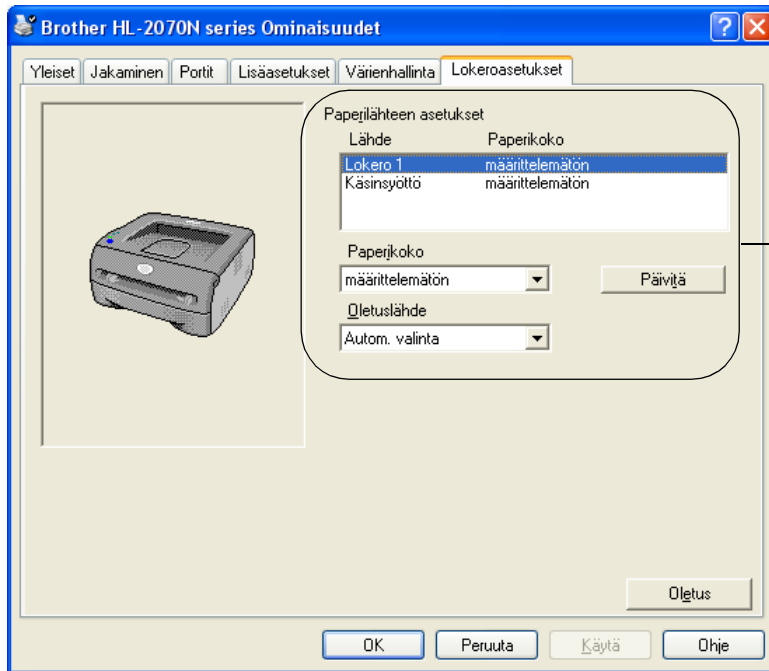 Brother HL-2070N series Ominaisuudet
Yleiset Jakaminen Portit Lisäasetukset Värienhallinta Lokeroasetukset
Paperilähteen asetukset
Lähde Paperikoko
Lokero 1 määrittelemätön
Käsinsyöttö määrittelemätön
Paperikoko
määrittelemätön Päivitä
Oletuslähde
Autom. valinta
Oletus
OK Peruuta Käytä Ohje